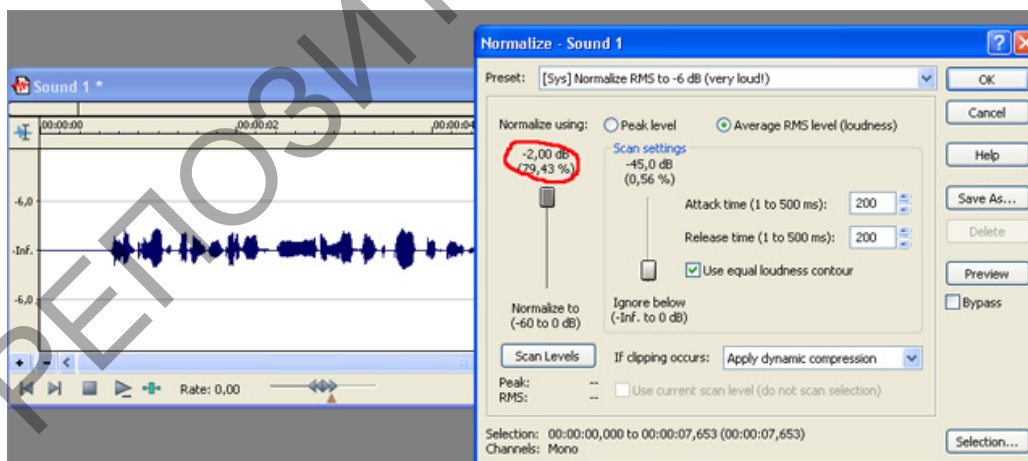 Normalize - Sound 1
Preset: [Sys] Normalize RMS to -6 dB (very loud!)
OK
Cancel
Help
Save As...
Delete
Preview
Bypass
Selection...
Normalize using: Peak level Average RMS level (loudness)
-2,00 dB
(79,43 %)
Normalize to
(-60 to 0 dB)
Scan settings
-45,0 dB
(0,56 %)
Attack time (1 to 500 ms): 200
Release time (1 to 500 ms): 200
Use equal loudness contour
Ignore below
(-Inf. to 0 dB)
Scan Levels
If clipping occurs: Apply dynamic compression
Peak: --
RMS: --
Use current scan level (do not scan selection)
Selection: 00:00:00,000 to 00:00:07,653 (00:00:07,653)
Channels: Mono
Sound 1 *
00:00:00 00:00:02 00:00:04
-6,0
-Inf.
-6,0
Rate: 0,00
РЕПОЗИ